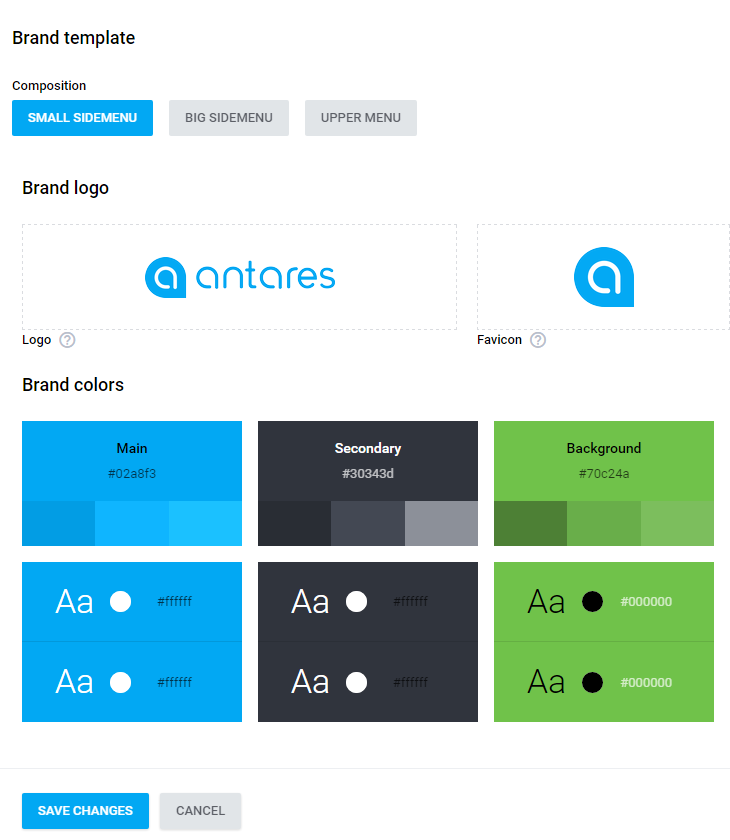 Brand template
Composition
SMALL SIDEMENU BIG SIDEMENU UPPER MENU
Brand logo
antares
Logo ? Favicon ?
Brand colors
Main Secondary Background
#02a8f3 #30343d #70c24a
Aa #ffffff Aa #ffffff Aa #000000
Aa #ffffff Aa #ffffff Aa #000000
SAVE CHANGES CANCEL